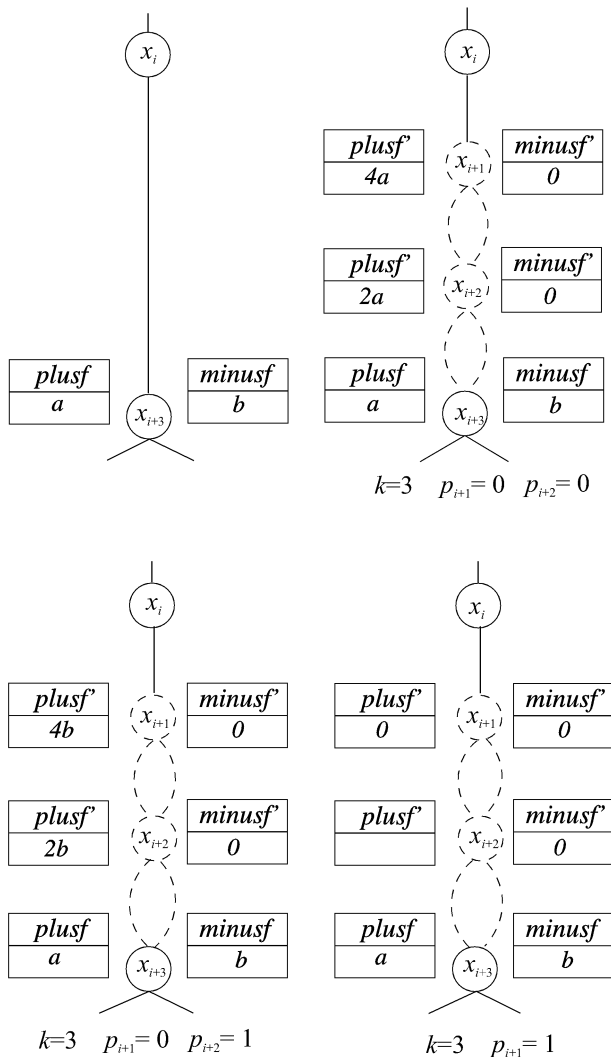 x_i
plusf
a
minusf
b
x_{i+3}
x_i
plusf'
4a
x_{i+1}
minusf'
0
plusf'
2a
x_{i+2}
minusf'
0
plusf
a
x_{i+3}
minusf
b
k=3 p_{i+1}= 0 p_{i+2}= 0
x_i
plusf'
4b
x_{i+1}
minusf'
0
plusf'
2b
x_{i+2}
minusf'
0
plusf
a
x_{i+3}
minusf
b
k=3 p_{i+1}= 0 p_{i+2}= 1
x_i
plusf'
0
x_{i+1}
minusf'
0
plusf'
x_{i+2}
minusf'
0
plusf
a
x_{i+3}
minusf
b
k=3 p_{i+1}= 1